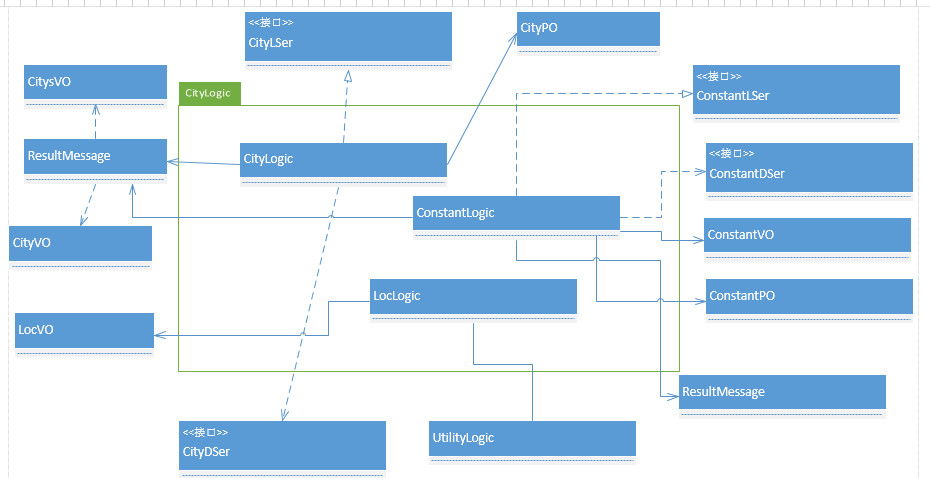 <<接口>>
CityLSer
CityPO
CitysVO
<<接口>>
ConstantLSer
CityLogic
ResultMessage
CityLogic
<<接口>>
ConstantDSer
ConstantLogic
CityVO
ConstantVO
LocLogic
ConstantPO
LocVO
ResultMessage
<<接口>>
CityDSer
UtilityLogic